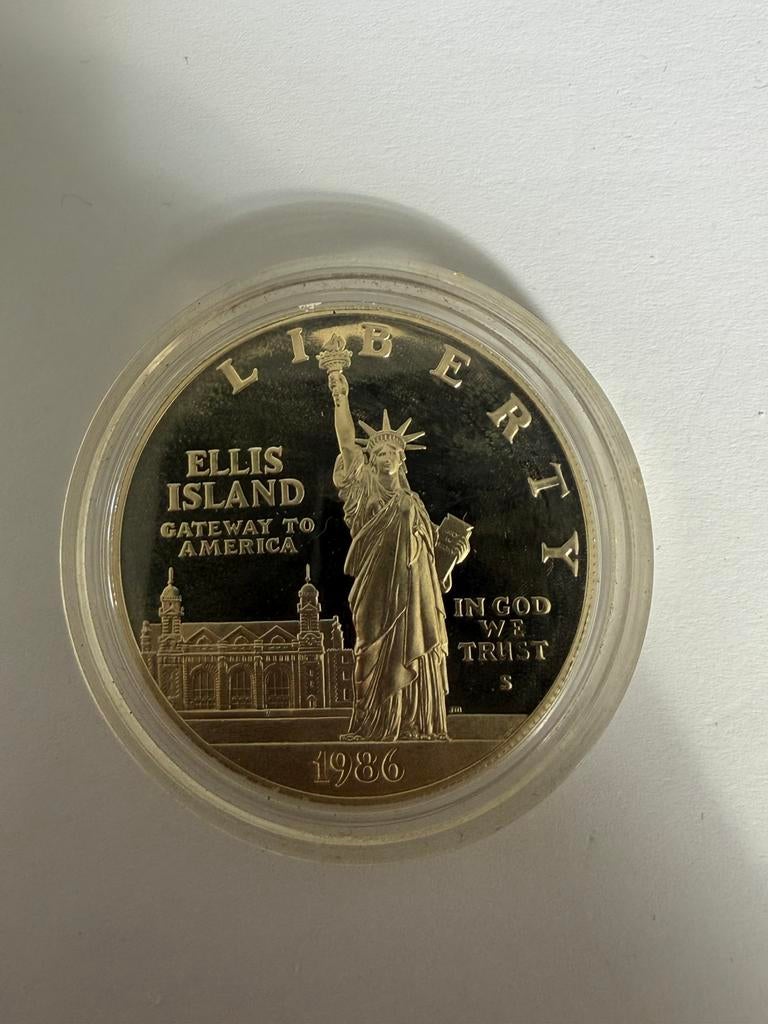 LIBERTY
ELLIS
ISLAND
GATEWAY TO
AMERICA
IN GOD
WE
TRUST
S
1986